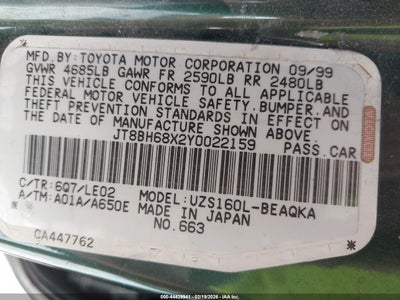 MFD.BY:TOYOTA MOTOR CORPORATION 09/99
GVWR 4685LB GAWR FR 2590LB RR 2480LB
THIS VEHICLE CONFORMS TO ALL APPLICABLE
FEDERAL MOTOR VEHICLE SAFETY,BUMPER,AND
THEFT PREVENTION STANDARDS IN EFFECT ON
THE DATE OF MANUFACTURE SHOWN ABOVE.
JT8BH68X2Y0022159 PASS.CAR
C/TR:6Q7/LE02 MODEL:UZS160L-BEAQKA
A/TM:A01A/A650E MADE IN JAPAN
NO.663
CA447762
000-44429941 | 02/19/2026 - IAAI